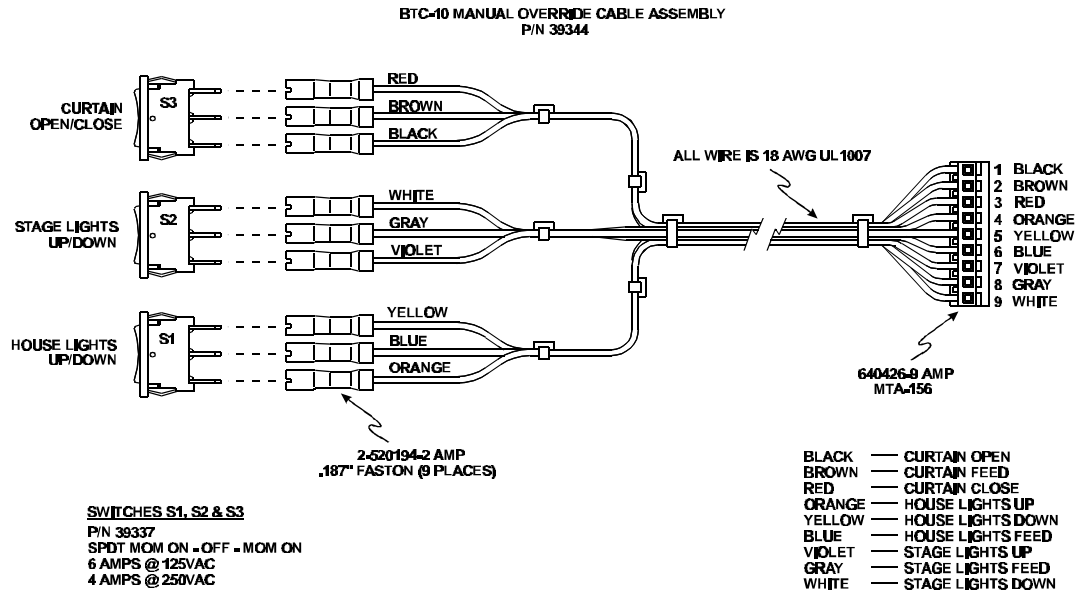 BTC-10 MANUAL OVERRIDE CABLE ASSEMBLY
P/N 39344
CURTAIN
OPEN/CLOSE
S3
RED
BROWN
BLACK
STAGE LIGHTS
UP/DOWN
S2
WHITE
GRAY
VIOLET
HOUSE LIGHTS
UP/DOWN
S1
YELLOW
BLUE
ORANGE
ALL WIRE IS 18 AWG UL1007
1 BLACK
2 BROWN
3 RED
4 ORANGE
5 YELLOW
6 BLUE
7 VIOLET
8 GRAY
9 WHITE
640426-9 AMP
MTA-156
2-520194-2 AMP
.187" FASTON (9 PLACES)
SWITCHES S1, S2 & S3
P/N 39337
SPDT MOM ON - OFF - MOM ON
6 AMPS @ 125VAC
4 AMPS @ 250VAC
BLACK — CURTAIN OPEN
BROWN — CURTAIN FEED
RED — CURTAIN CLOSE
ORANGE — HOUSE LIGHTS UP
YELLOW — HOUSE LIGHTS DOWN
BLUE — HOUSE LIGHTS FEED
VIOLET — STAGE LIGHTS UP
GRAY — STAGE LIGHTS FEED
WHITE — STAGE LIGHTS DOWN